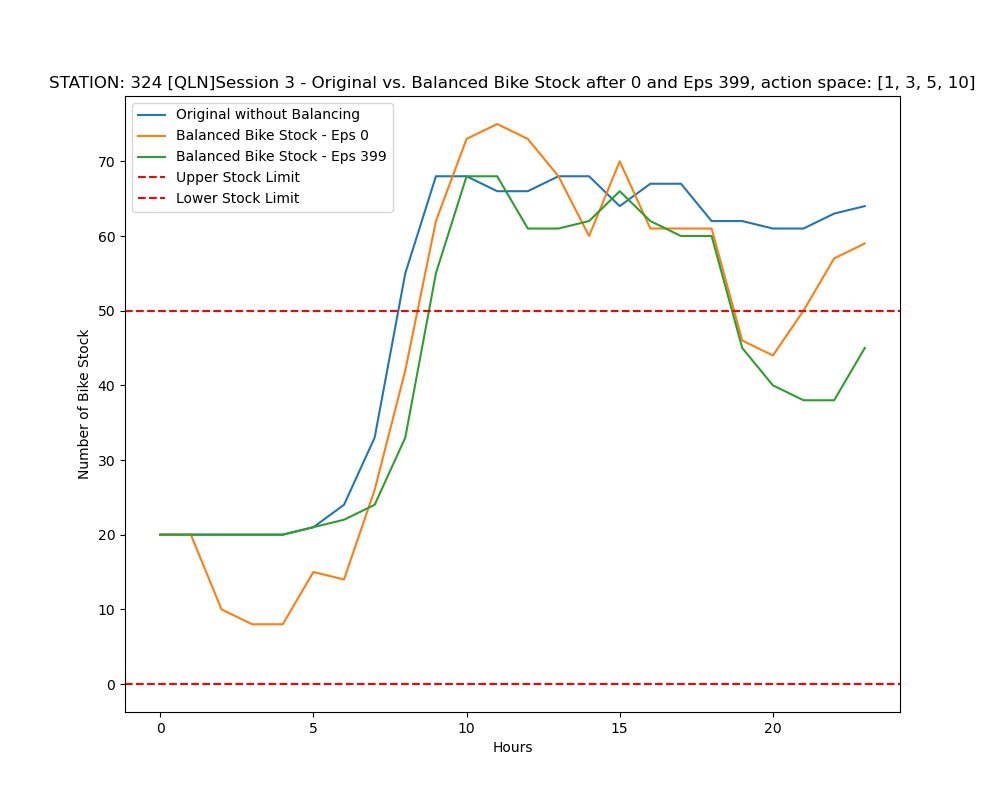 STATION: 324 [QLN]Session 3 - Original vs. Balanced Bike Stock after 0 and Eps 399, action space: [1, 3, 5, 10]
Original without Balancing
Balanced Bike Stock - Eps 0
Balanced Bike Stock - Eps 399
Upper Stock Limit
Lower Stock Limit
Number of Bike Stock
70
60
50
40
30
20
10
0
0 5 10 15 20
Hours